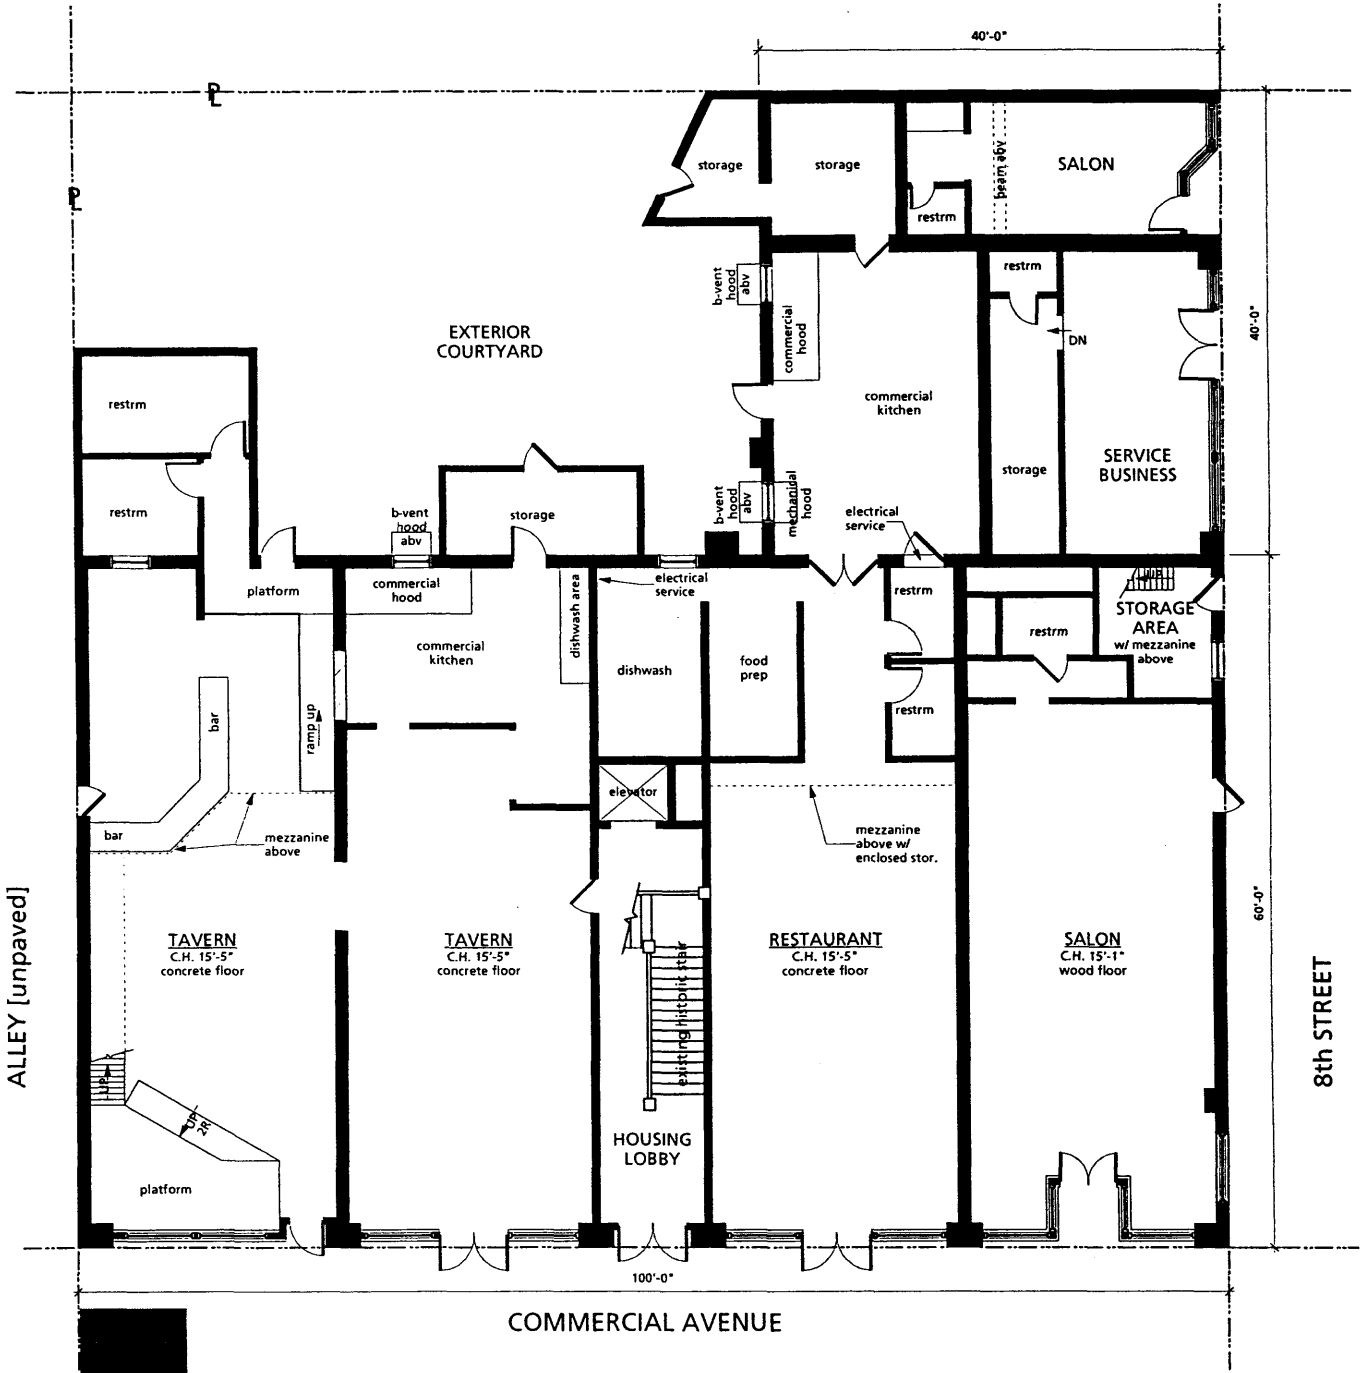 40'-0"
PL
PL
storage
storage
beam abv
SALON
restrm
b-vent
hood
abv
commercial
hood
restrm
DN
40'-0"
EXTERIOR
COURTYARD
commercial
kitchen
restrm
SERVICE
BUSINESS
storage
b-vent
hood
abv
mechanical
hood
restrm
b-vent
hood
abv
storage
electrical
service
platform
commercial
hood
dishwash area
electrical
service
restrm
UP
STORAGE
AREA
w/ mezzanine
above
restrm
commercial
kitchen
dishwash
food
prep
restrm
bar
ramp up
elevator
bar
mezzanine
above
mezzanine
above w/
enclosed stor.
60'-0"
ALLEY [unpaved]
TAVERN
C.H. 15'-5"
concrete floor
TAVERN
C.H. 15'-5"
concrete floor
existing historic stair
RESTAURANT
C.H. 15'-5"
concrete floor
SALON
C.H. 15'-1"
wood floor
8th STREET
UP
UP
2R
HOUSING
LOBBY
platform
100'-0"
COMMERCIAL AVENUE